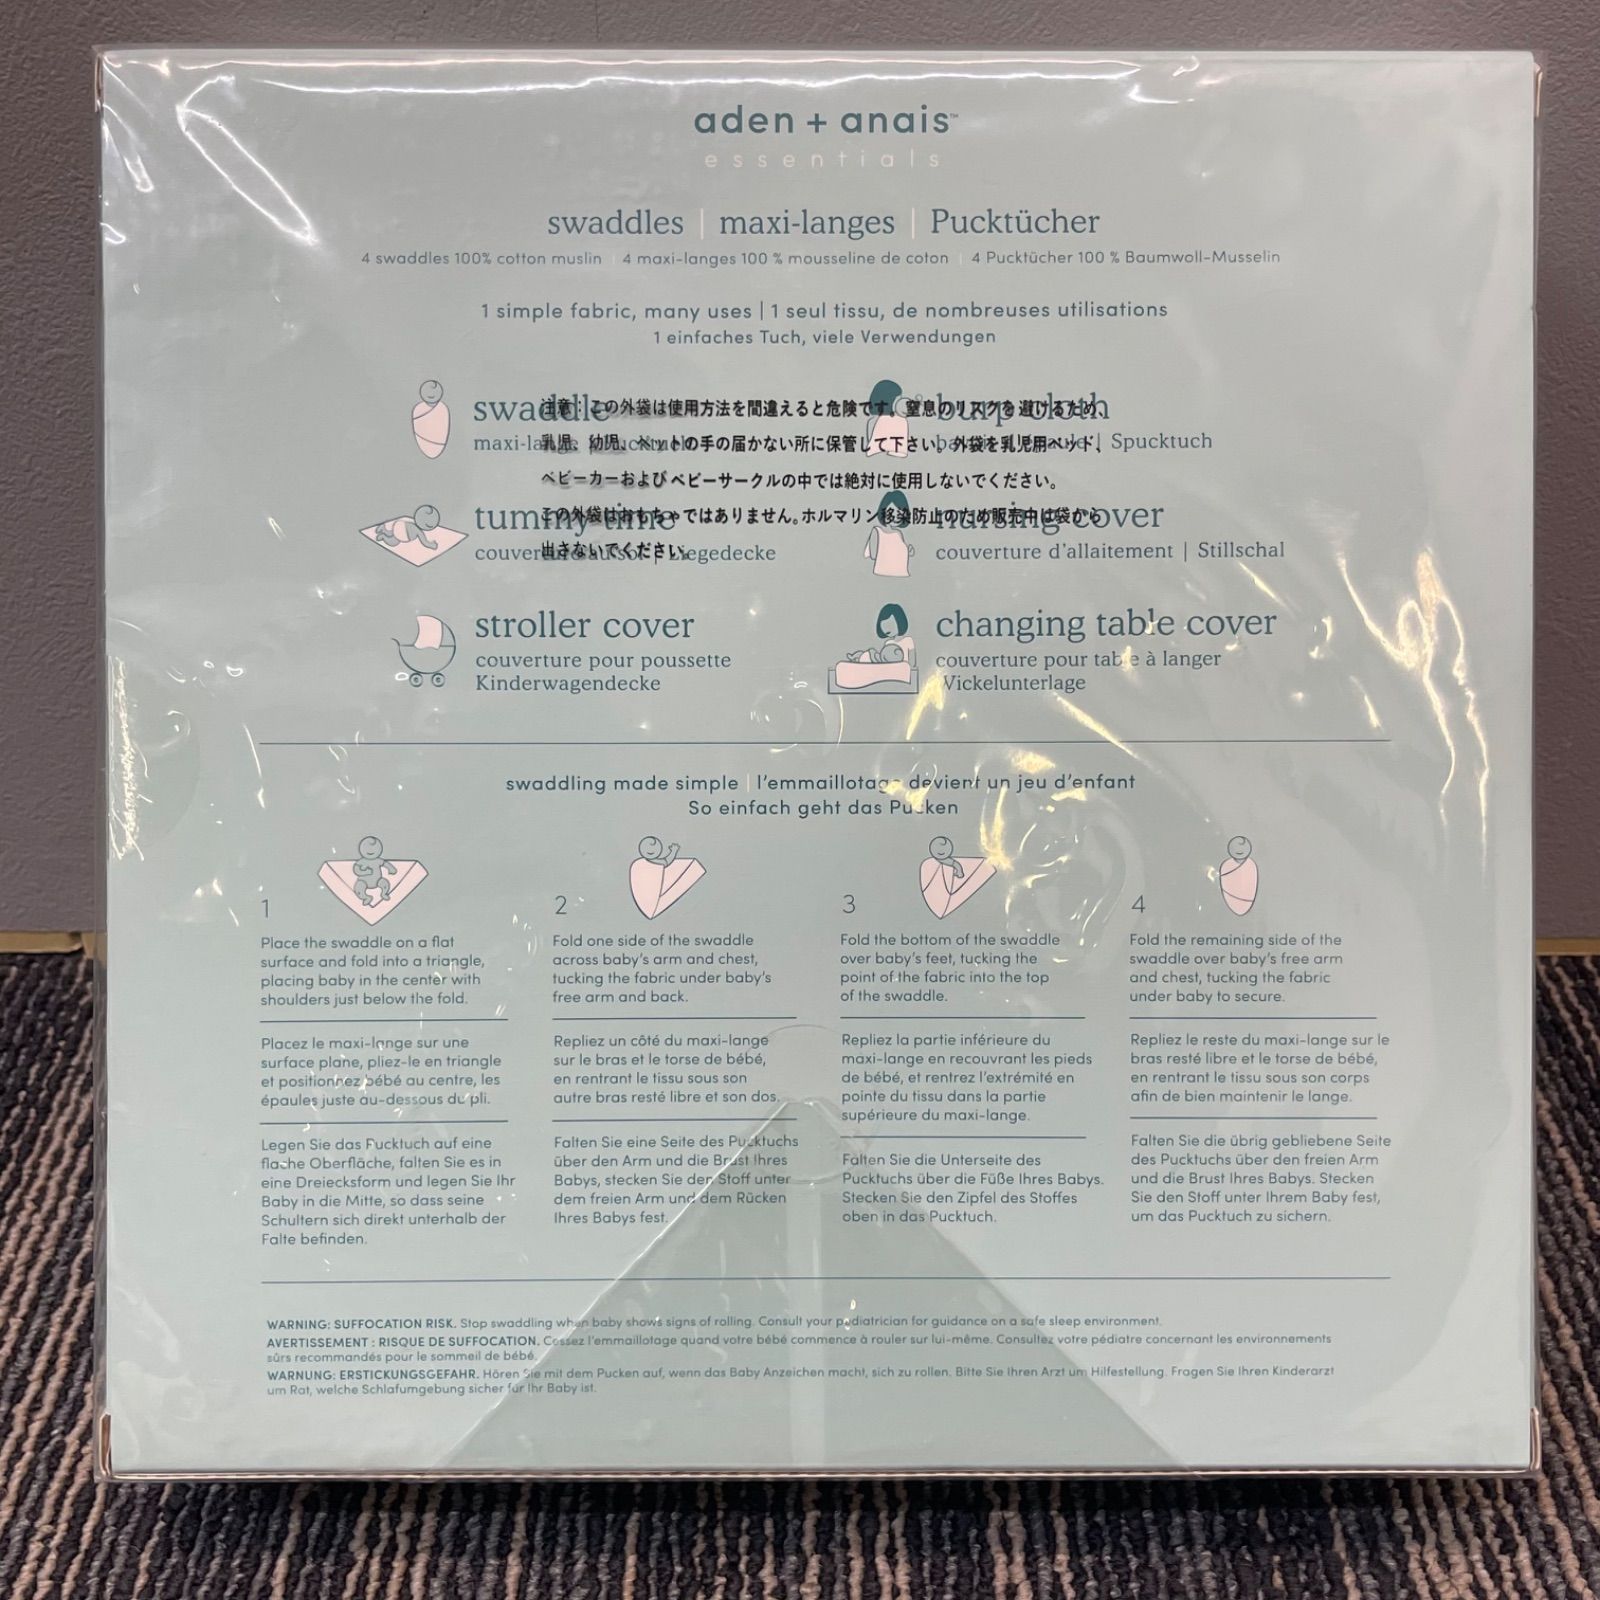 aden + anais™
essentials
swaddles | maxi-langes | Pucktücher
4 swaddles 100% cotton muslin | 4 maxi-langes 100 % mousseline de coton | 4 Pucktücher 100 % Baumwoll-Musselin
1 simple fabric, many uses | 1 seul tissu, de nombreuses utilisations
1 einfaches Tuch, viele Verwendungen
swaddle
burp cloth
| Spucktuch
注意：この外袋は使用方法を間違えると危険です。窒息のリスクを避けるため、
乳児、幼児、ペットの手の届かない所に保管して下さい。外袋を乳児用ベッド、
ベビーカーおよびベビーサークルの中では絶対に使用しないでください。
この外袋はおもちゃではありません。ホルマリン移染防止のため販売中は袋から
出さないでください。
tummy time
couverture au sol | Liegedecke
nursing cover
couverture d'allaitement | Stillschal
stroller cover
couverture pour poussette
Kinderwagendecke
changing table cover
couverture pour table à langer
Wickelunterlage
swaddling made simple | l'emmaillotage devient un jeu d'enfant
So einfach geht das Pucken
1
Place the swaddle on a flat
surface and fold into a triangle,
placing baby in the center with
shoulders just below the fold.
Placez le maxi-lange sur une
surface plane, pliez-le en triangle
et positionnez bébé au centre, les
épaules juste au-dessous du pli.
Legen Sie das Pucktuch auf eine
flache Oberfläche, falten Sie es in
eine Dreiecksform und legen Sie Ihr
Baby in die Mitte, so dass seine
Schultern sich direkt unterhalb der
Falte befinden.
2
Fold one side of the swaddle
across baby's arm and chest,
tucking the fabric under baby's
free arm and back.
Repliez un côté du maxi-lange
sur le bras et le torse de bébé,
en rentrant le tissu sous son
autre bras resté libre et son dos.
Falten Sie eine Seite des Pucktuchs
über den Arm und die Brust Ihres
Babys, stecken Sie den Stoff unter
dem freien Arm und dem Rücken
Ihres Babys fest.
3
Fold the bottom of the swaddle
over baby's feet, tucking the
point of the fabric into the top
of the swaddle.
Repliez la partie inférieure du
maxi-lange en recouvrant les pieds
de bébé, et rentrez l'extrémité en
pointe du tissu dans la partie
supérieure du maxi-lange.
Falten Sie die Unterseite des
Pucktuchs über die Füße Ihres Babys.
Stecken Sie den Zipfel des Stoffes
oben in das Pucktuch.
4
Fold the remaining side of the
swaddle over baby's free arm
and chest, tucking the fabric
under baby to secure.
Repliez le reste du maxi-lange sur le
bras resté libre et le torse de bébé,
en rentrant le tissu sous son corps
afin de bien maintenir le lange.
Falten Sie die übrig gebliebene Seite
des Pucktuchs über den freien Arm
und die Brust Ihres Babys. Stecken
Sie den Stoff unter Ihrem Baby fest,
um das Pucktuch zu sichern.
WARNING: SUFFOCATION RISK. Stop swaddling when baby shows signs of rolling. Consult your pediatrician for guidance on a safe sleep environment.
AVERTISSEMENT : RISQUE DE SUFFOCATION. Cessez l'emmaillotage quand votre bébé commence à rouler sur lui-même. Consultez votre pédiatre concernant les environnements
sûrs recommandés pour le sommeil de bébé.
WARNUNG: ERSTICKUNGSGEFAHR. Hören Sie mit dem Pucken auf, wenn das Baby Anzeichen macht, sich zu rollen. Bitte Sie Ihren Arzt um Hilfestellung. Fragen Sie Ihren Kinderarzt
um Rat, welche Schlafumgebung sicher für Ihr Baby ist.